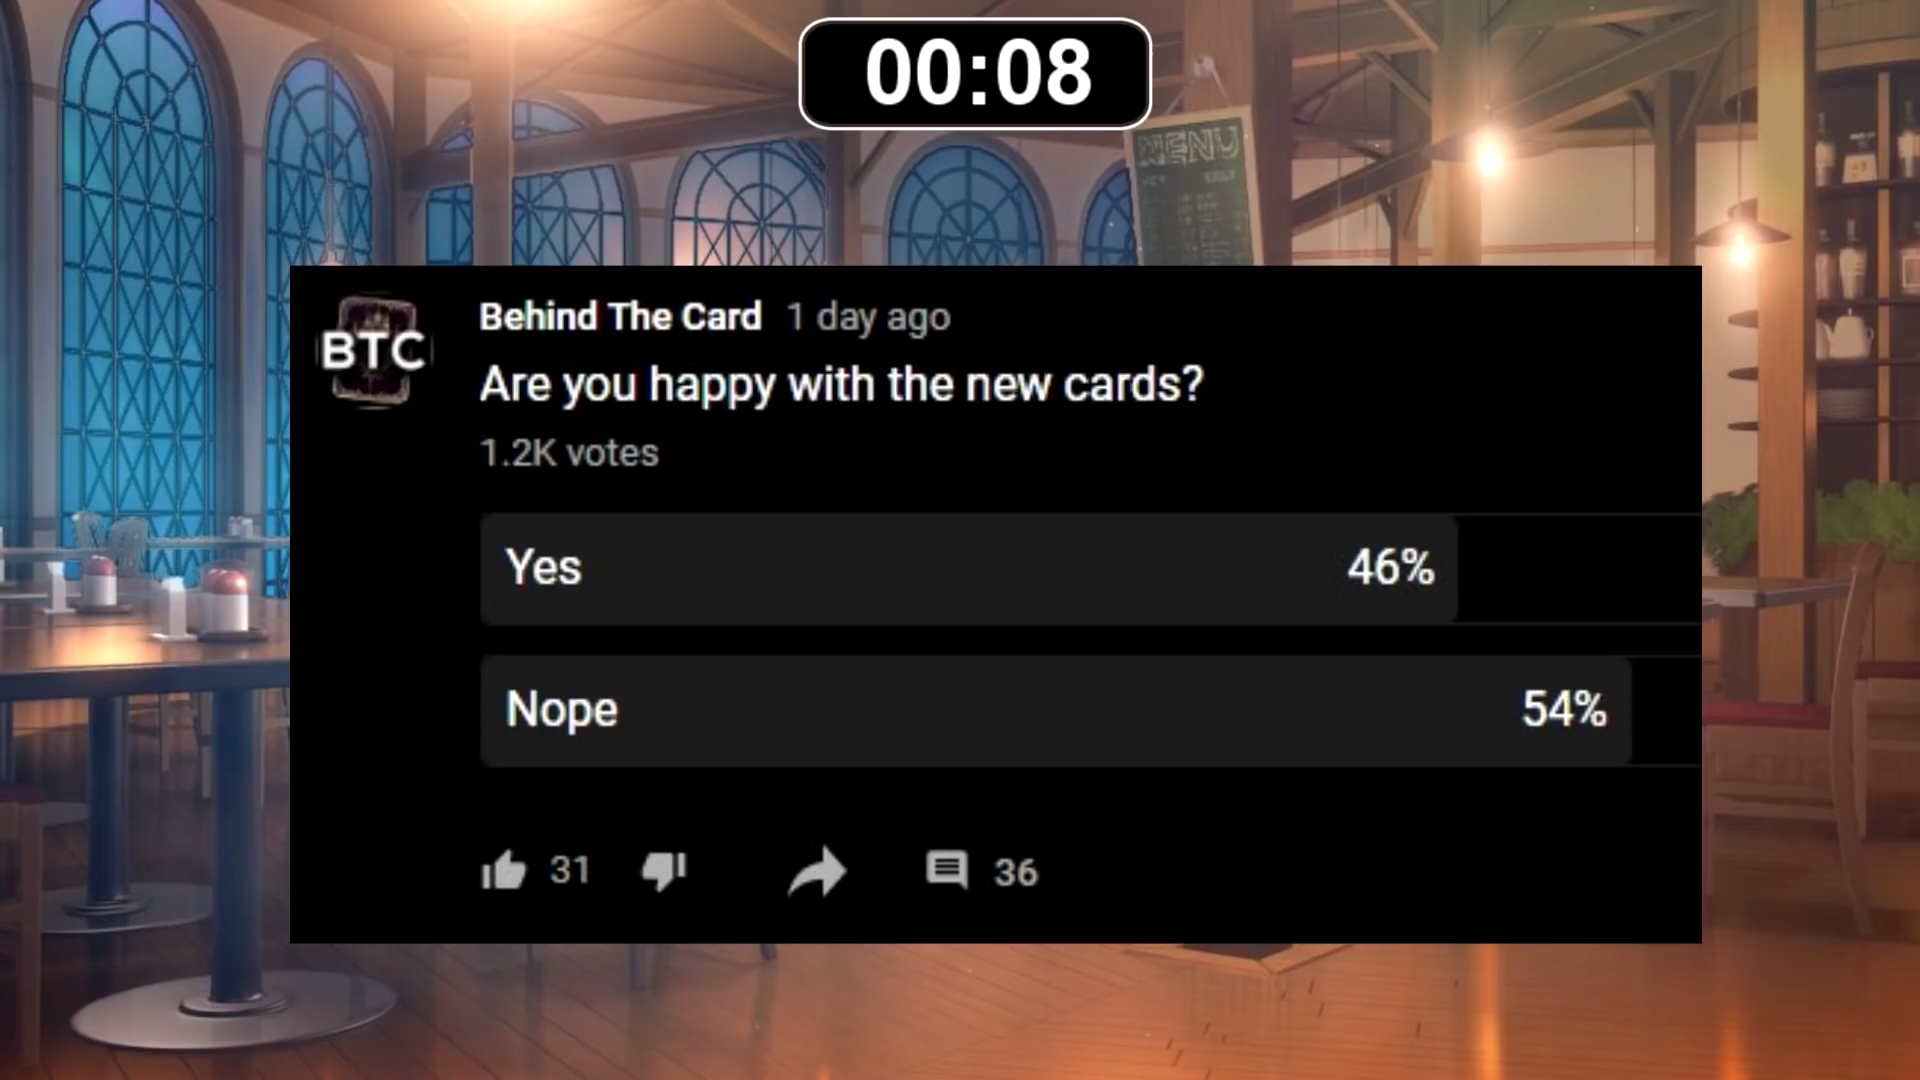 00:08
MENU
BTC
Behind The Card 1 day ago
Are you happy with the new cards?
1.2K votes
Yes 46%
Nope 54%
31 36